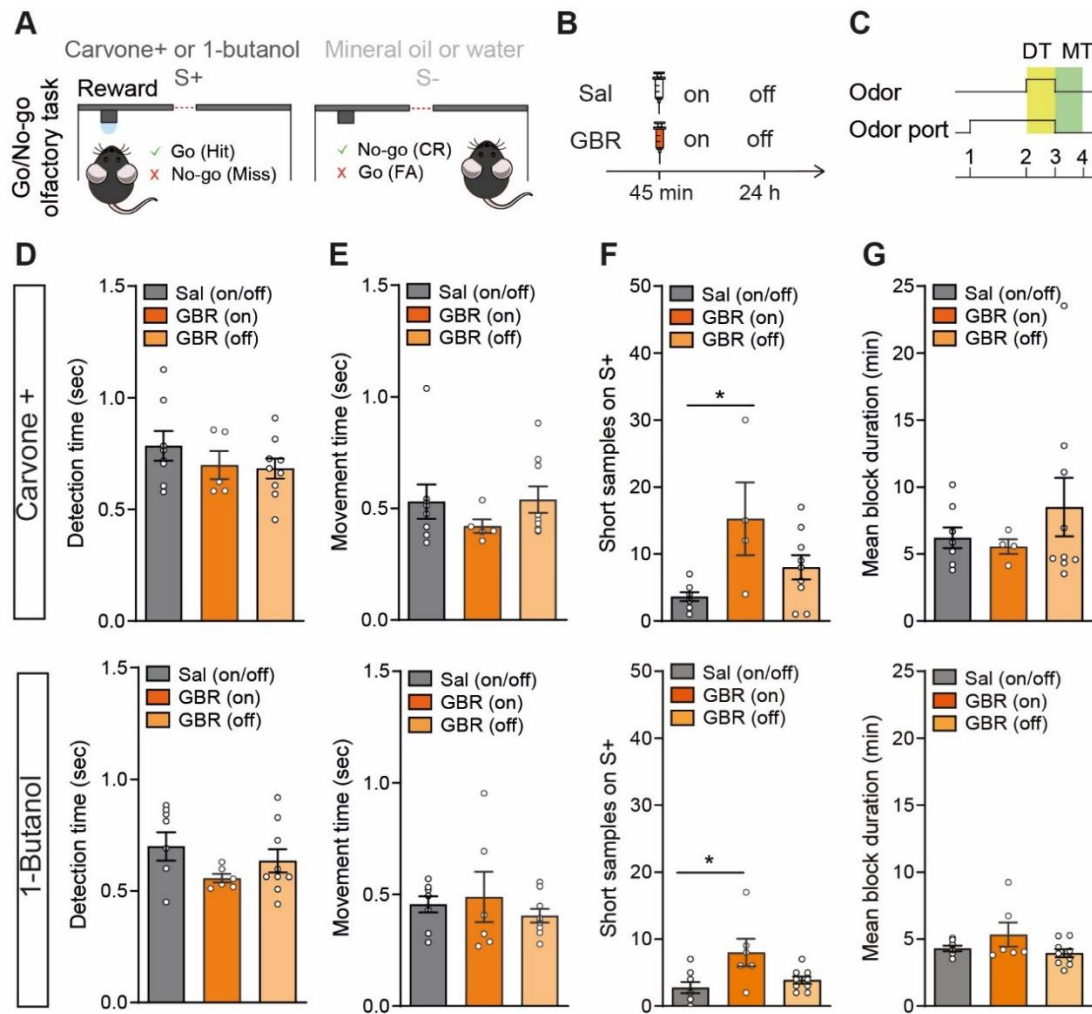 A
Carvone+ or 1-butanol
S+
Mineral oil or water
S-
Go/No-go
olfactory task
Reward
✓ Go (Hit)
X No-go (Miss)
✓ No-go (CR)
X Go (FA)
B
Sal on off
GBR on off
45 min 24 h
C
DT MT
Odor
Odor port
1 2 3 4
Carvone +
D
Detection time (sec)
1.5
1.0
0.5
0.0
Sal (on/off)
GBR (on)
GBR (off)
E
Movement time (sec)
1.5
1.0
0.5
0.0
Sal (on/off)
GBR (on)
GBR (off)
F
Short samples on S+
50
40
30
20
10
0
Sal (on/off)
GBR (on)
GBR (off)
*
G
Mean block duration (min)
25
20
15
10
5
0
Sal (on/off)
GBR (on)
GBR (off)
1-Butanol
Detection time (sec)
1.5
1.0
0.5
0.0
Sal (on/off)
GBR (on)
GBR (off)
Movement time (sec)
1.5
1.0
0.5
0.0
Sal (on/off)
GBR (on)
GBR (off)
Short samples on S+
50
40
30
20
10
0
Sal (on/off)
GBR (on)
GBR (off)
*
Mean block duration (min)
25
20
15
10
5
0
Sal (on/off)
GBR (on)
GBR (off)